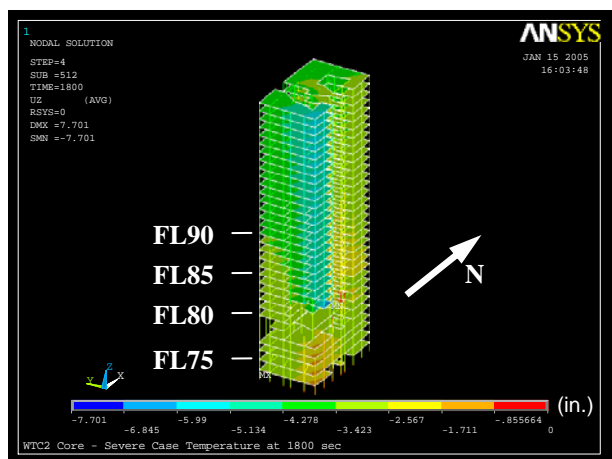 1
NODAL SOLUTION
STEP=4
SUB =512
TIME=1800
UZ (AVG)
RSYS=0
DMX =7.701
SMN =-7.701
ANSYS
JAN 15 2005
16:03:48
FL90
FL85
FL80
FL75
N
MX
Z
Y X
(in.)
-7.701 -5.99 -4.278 -2.567 -.855664
-6.845 -5.134 -3.423 -1.711 0
WTC2 Core - Severe Case Temperature at 1800 sec